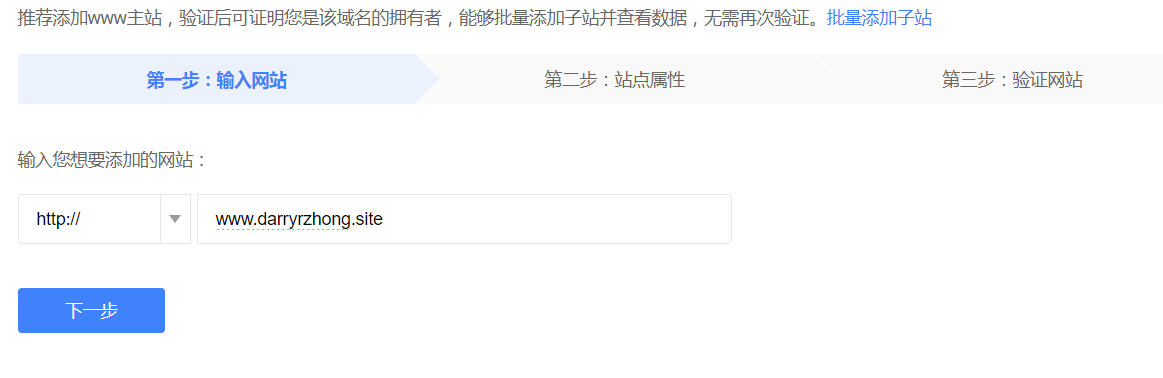 推荐添加www主站，验证后可证明您是该域名的拥有者，能够批量添加子站并查看数据，无需再次验证。批量添加子站
第一步：输入网站 第二步：站点属性 第三步：验证网站
输入您想要添加的网站：
http:// www.darryrzhong.site
下一步